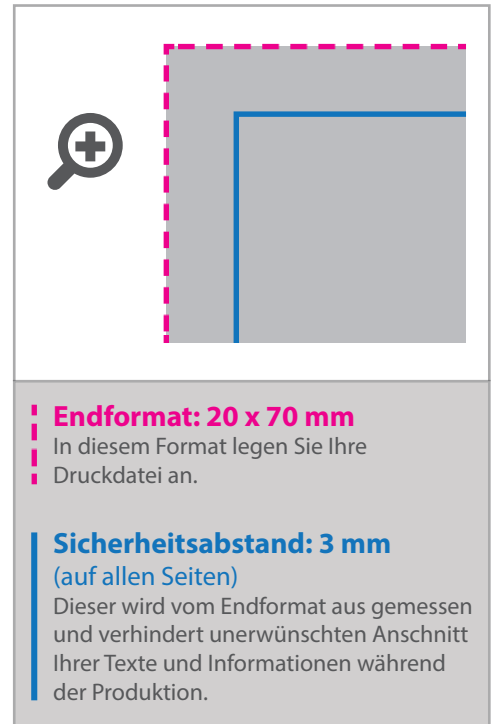 Endformat: 20 x 70 mm
In diesem Format legen Sie Ihre
Druckdatei an.
Sicherheitsabstand: 3 mm
(auf allen Seiten)
Dieser wird vom Endformat aus gemessen
und verhindert unerwünschten Anschnitt
Ihrer Texte und Informationen während
der Produktion.